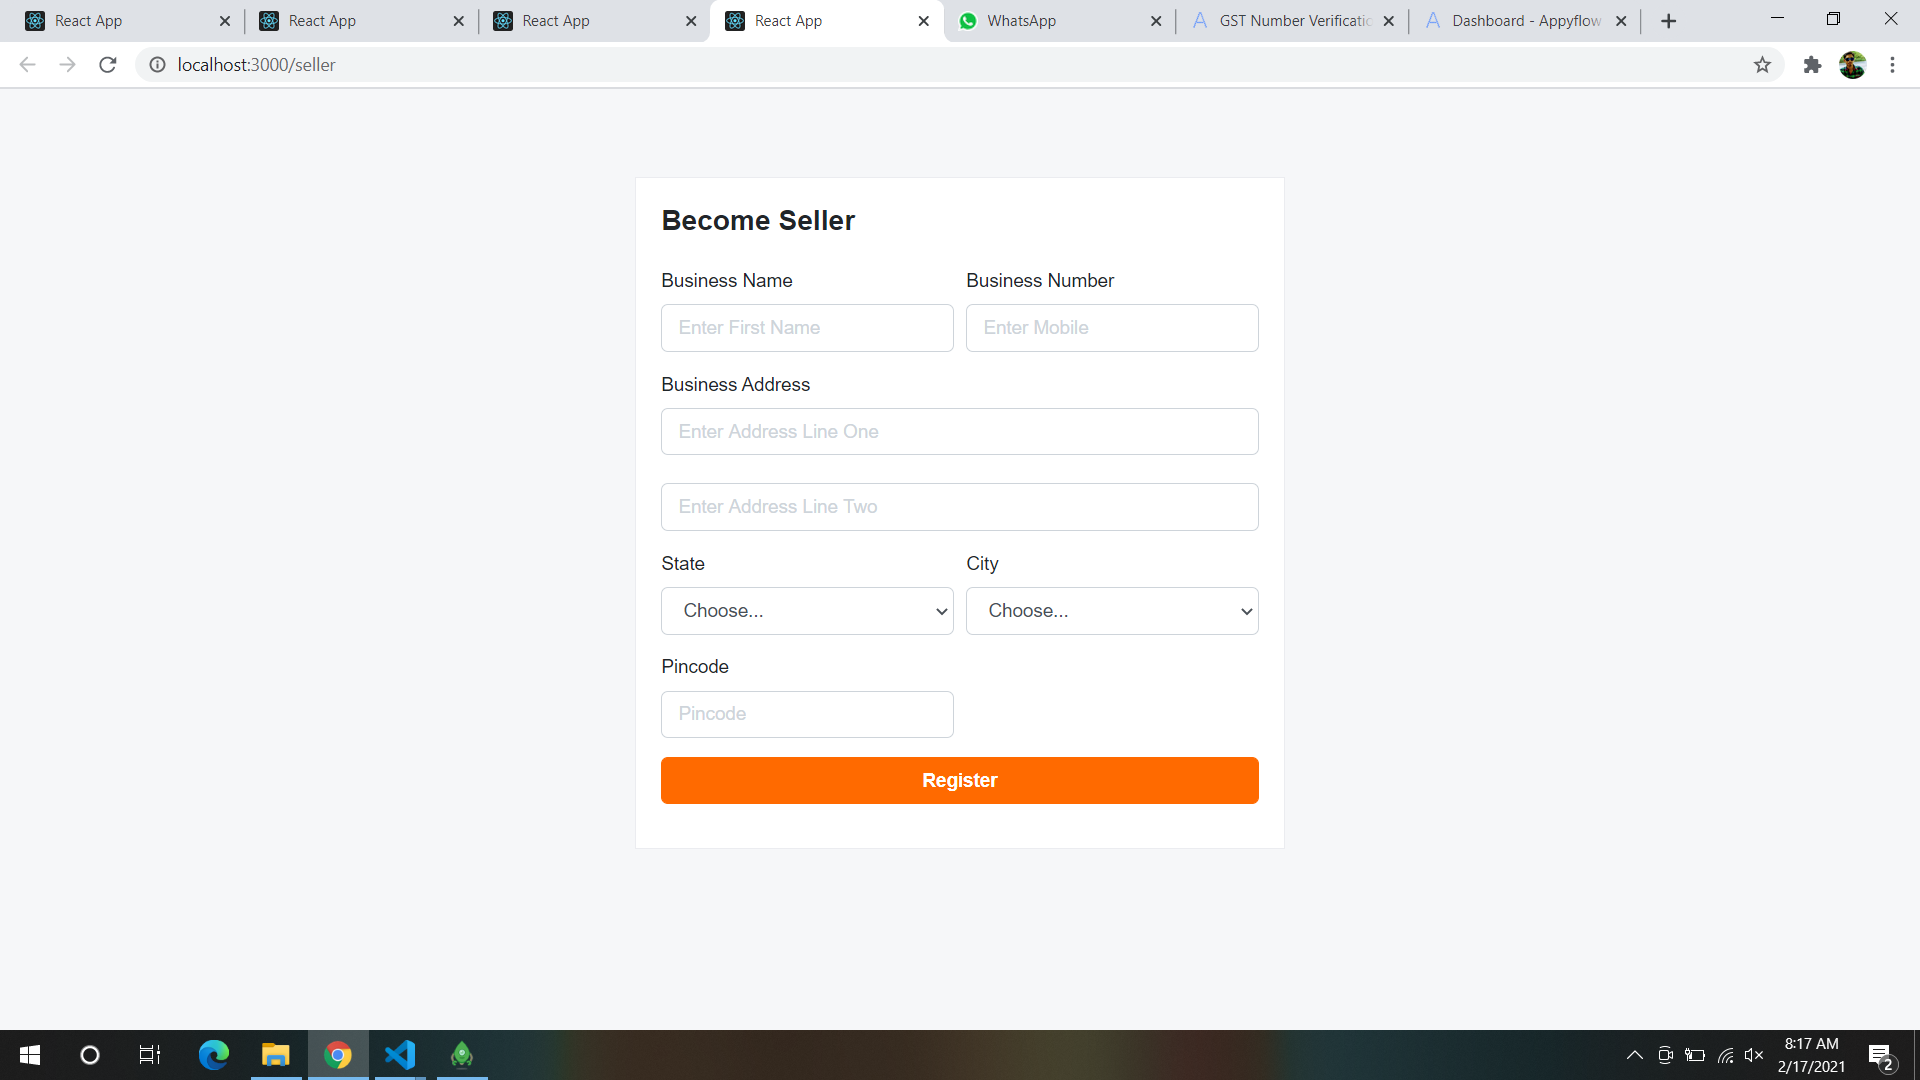 React App
React App
React App
React App
WhatsApp
GST Number Verificatio
Dashboard - Appyflow
localhost:3000/seller
Become Seller
Business Name Business Number
Enter First Name Enter Mobile
Business Address
Enter Address Line One
Enter Address Line Two
State City
Choose... Choose...
Pincode
Pincode
Register
8:17 AM
2/17/2021
2